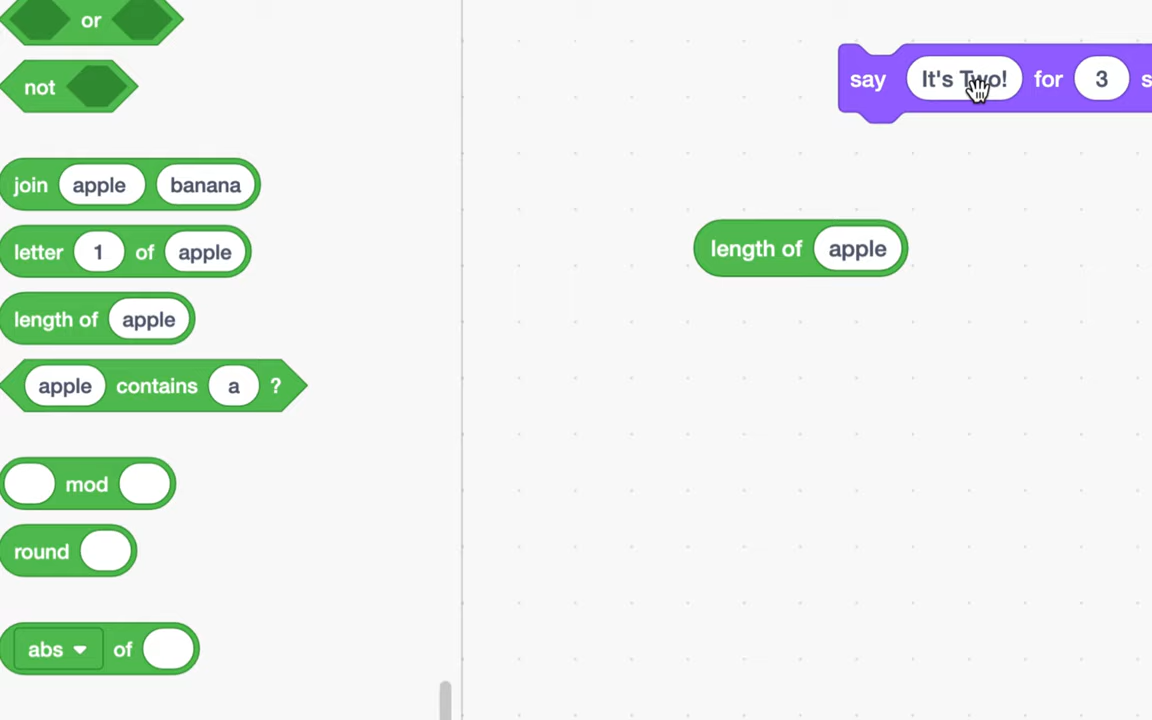 or
not
join apple banana
letter 1 of apple
length of apple
apple contains a ?
mod
round
abs of
say It's Two! for 3 s
length of apple